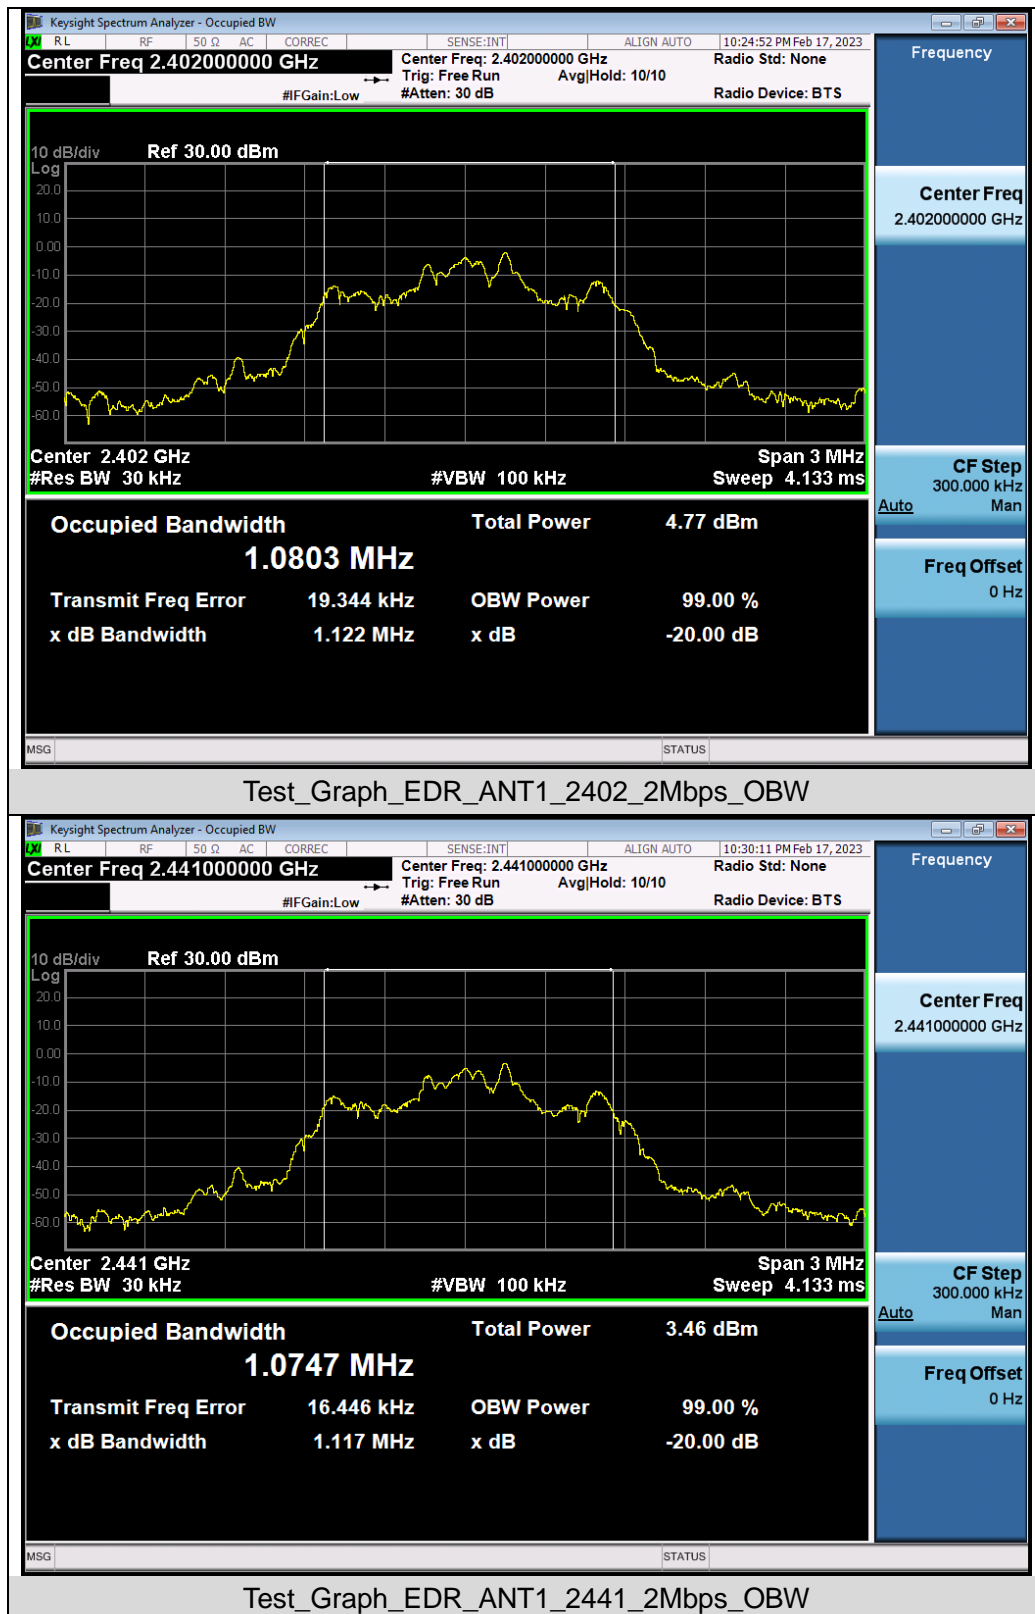 Keysight Spectrum Analyzer - Occupied BW
LXI RL RF 50 Ω AC CORREC SENSE:INT ALIGN AUTO 10:24:52 PM Feb 17, 2023
Center Freq 2.402000000 GHz
Center Freq: 2.402000000 GHz
Radio Std: None
Trig: Free Run Avg|Hold: 10/10
#IFGain:Low
#Atten: 30 dB
Radio Device: BTS
Frequency
10 dB/div Ref 30.00 dBm
Log
20.0
10.0
0.00
-10.0
-20.0
-30.0
-40.0
-50.0
-60.0
Center Freq
2.402000000 GHz
Center 2.402 GHz Span 3 MHz
#Res BW 30 kHz #VBW 100 kHz Sweep 4.133 ms
CF Step
300.000 kHz
Auto Man
Occupied Bandwidth Total Power 4.77 dBm
1.0803 MHz
Transmit Freq Error 19.344 kHz OBW Power 99.00 %
x dB Bandwidth 1.122 MHz x dB -20.00 dB
Freq Offset
0 Hz
MSG STATUS
Test_Graph_EDR_ANT1_2402_2Mbps_OBW
Keysight Spectrum Analyzer - Occupied BW
LXI RL RF 50 Ω AC CORREC SENSE:INT ALIGN AUTO 10:30:11 PM Feb 17, 2023
Center Freq 2.441000000 GHz
Center Freq: 2.441000000 GHz
Radio Std: None
Trig: Free Run Avg|Hold: 10/10
#IFGain:Low
#Atten: 30 dB
Radio Device: BTS
Frequency
10 dB/div Ref 30.00 dBm
Log
20.0
10.0
0.00
-10.0
-20.0
-30.0
-40.0
-50.0
-60.0
Center Freq
2.441000000 GHz
Center 2.441 GHz Span 3 MHz
#Res BW 30 kHz #VBW 100 kHz Sweep 4.133 ms
CF Step
300.000 kHz
Auto Man
Occupied Bandwidth Total Power 3.46 dBm
1.0747 MHz
Transmit Freq Error 16.446 kHz OBW Power 99.00 %
x dB Bandwidth 1.117 MHz x dB -20.00 dB
Freq Offset
0 Hz
MSG STATUS
Test_Graph_EDR_ANT1_2441_2Mbps_OBW